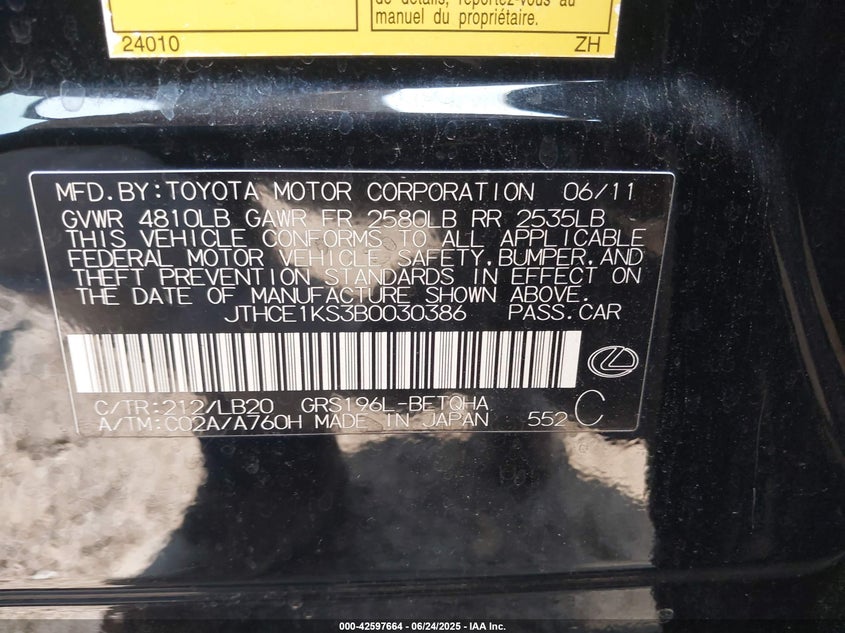 de détails, reportez-vous au
manuel du propriétaire.
24010 ZH
MFD.BY:TOYOTA MOTOR CORPORATION 06/11
GVWR 4810LB GAWR FR 2580LB RR 2535LB
THIS VEHICLE CONFORMS TO ALL APPLICABLE
FEDERAL MOTOR VEHICLE SAFETY,BUMPER,AND
THEFT PREVENTION STANDARDS IN EFFECT ON
THE DATE OF MANUFACTURE SHOWN ABOVE.
JTHCE1KS3B0030386 PASS.CAR
C/TR:212/LB20 GRS196L-BETQHA
A/TM:C02A/A760H MADE IN JAPAN 552 C
000-42597664 - 06/24/2025 - IAA Inc.